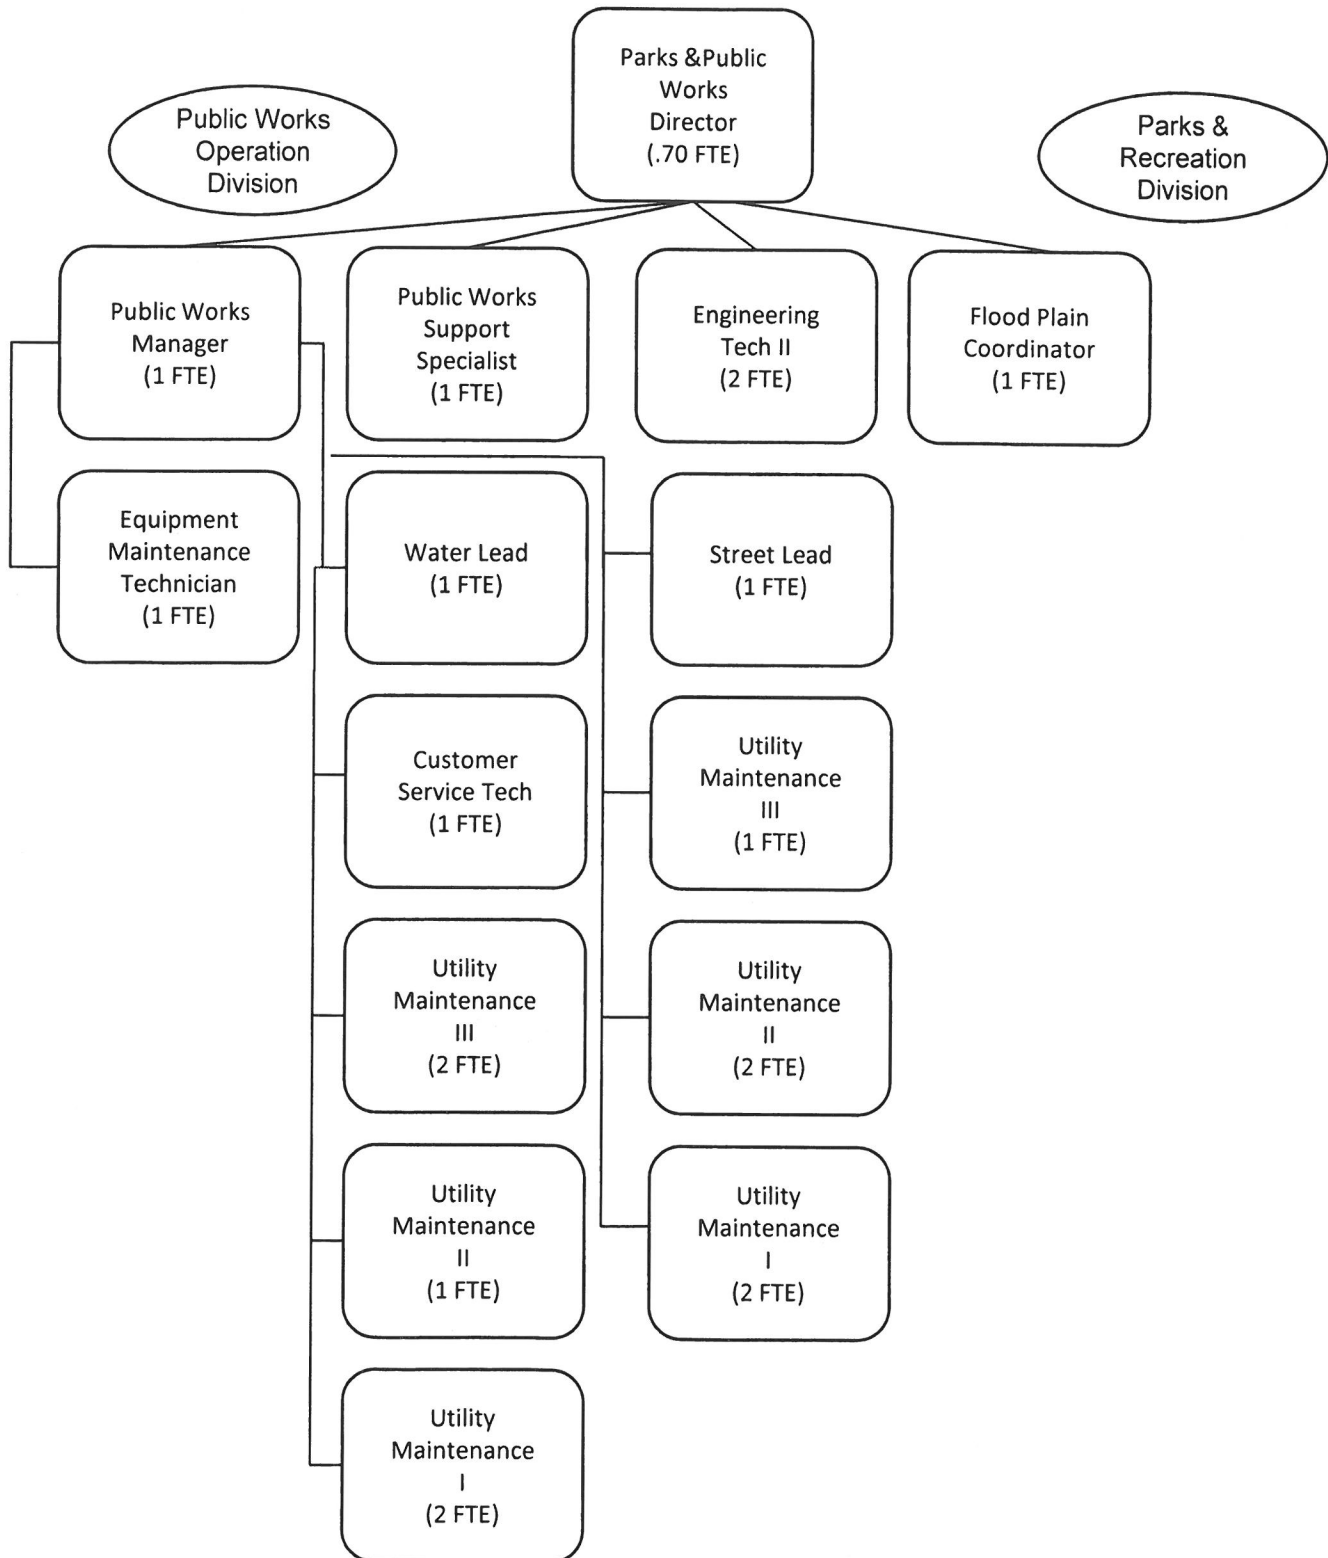 Parks &Public
Works
Director
(.70 FTE)
Public Works
Operation
Division
Parks &
Recreation
Division
Public Works
Manager
(1 FTE)
Public Works
Support
Specialist
(1 FTE)
Engineering
Tech II
(2 FTE)
Flood Plain
Coordinator
(1 FTE)
Equipment
Maintenance
Technician
(1 FTE)
Water Lead
(1 FTE)
Street Lead
(1 FTE)
Customer
Service Tech
(1 FTE)
Utility
Maintenance
III
(1 FTE)
Utility
Maintenance
III
(2 FTE)
Utility
Maintenance
II
(2 FTE)
Utility
Maintenance
II
(1 FTE)
Utility
Maintenance
I
(2 FTE)
Utility
Maintenance
I
(2 FTE)